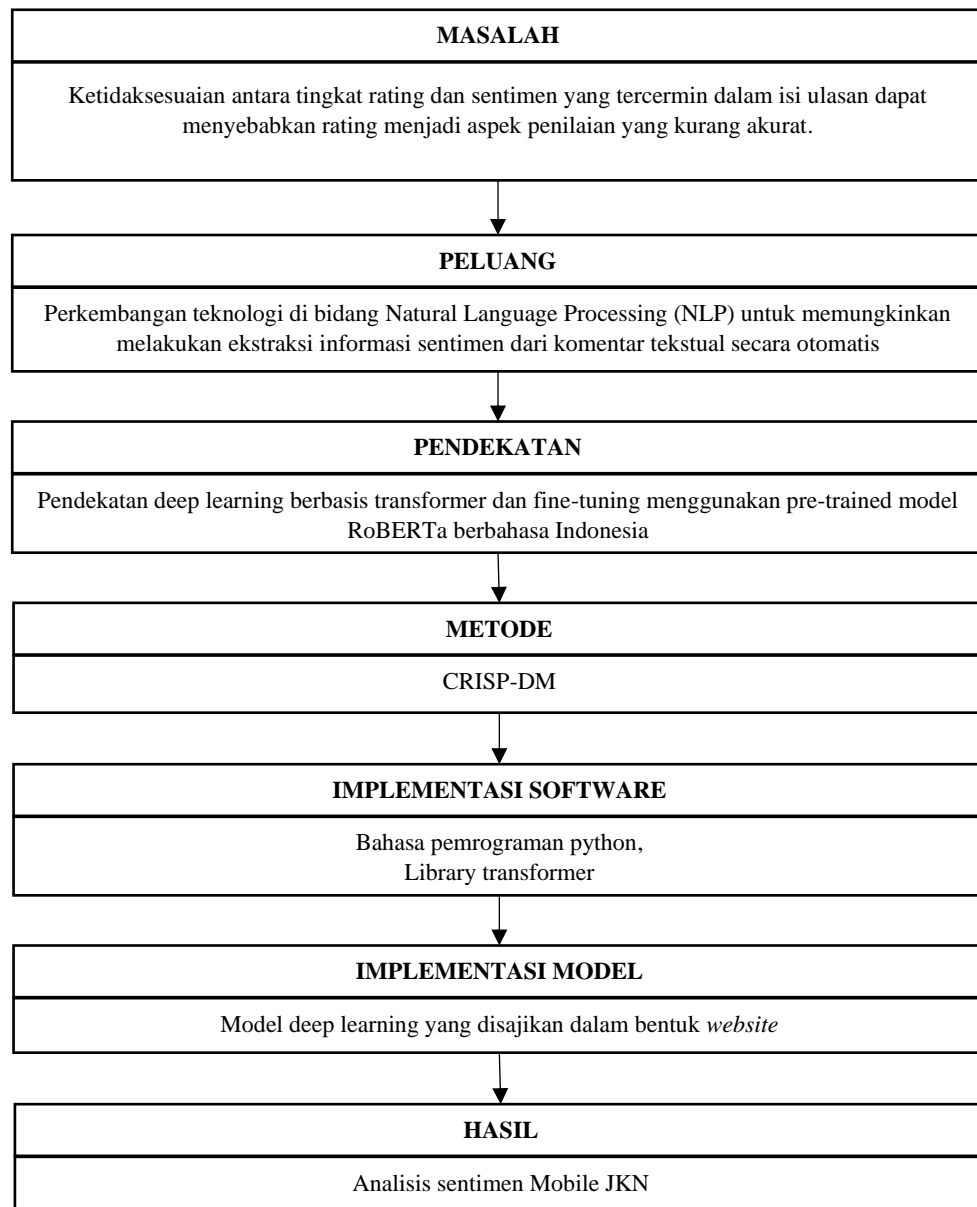 MASALAH
Ketidaksesuaian antara tingkat rating dan sentimen yang tercermin dalam isi ulasan dapat
menyebabkan rating menjadi aspek penilaian yang kurang akurat.
PELUANG
Perkembangan teknologi di bidang Natural Language Processing (NLP) untuk memungkinkan
melakukan ekstraksi informasi sentimen dari komentar tekstual secara otomatis
PENDEKATAN
Pendekatan deep learning berbasis transformer dan fine-tuning menggunakan pre-trained model
RoBERTa berbahasa Indonesia
METODE
CRISP-DM
IMPLEMENTASI SOFTWARE
Bahasa pemrograman python,
Library transformer
IMPLEMENTASI MODEL
Model deep learning yang disajikan dalam bentuk website
HASIL
Analisis sentimen Mobile JKN